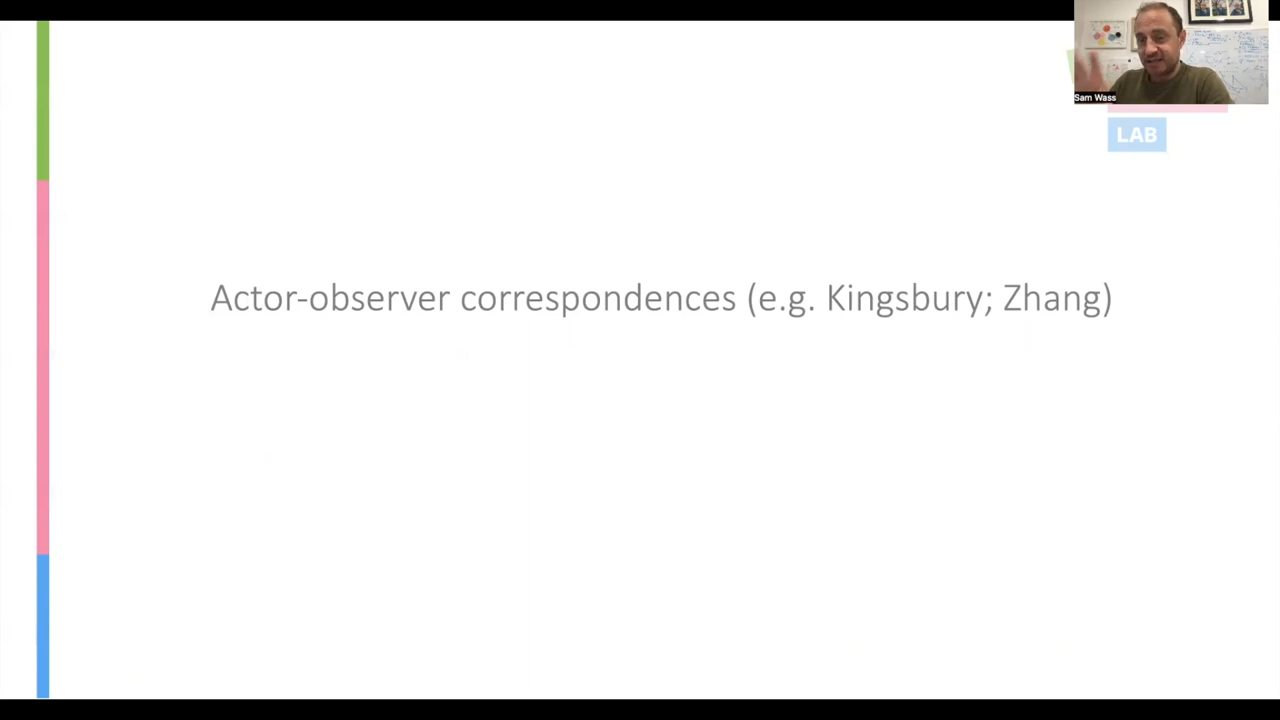 Sam Wass
LAB
Actor-observer correspondences (e.g. Kingsbury; Zhang)